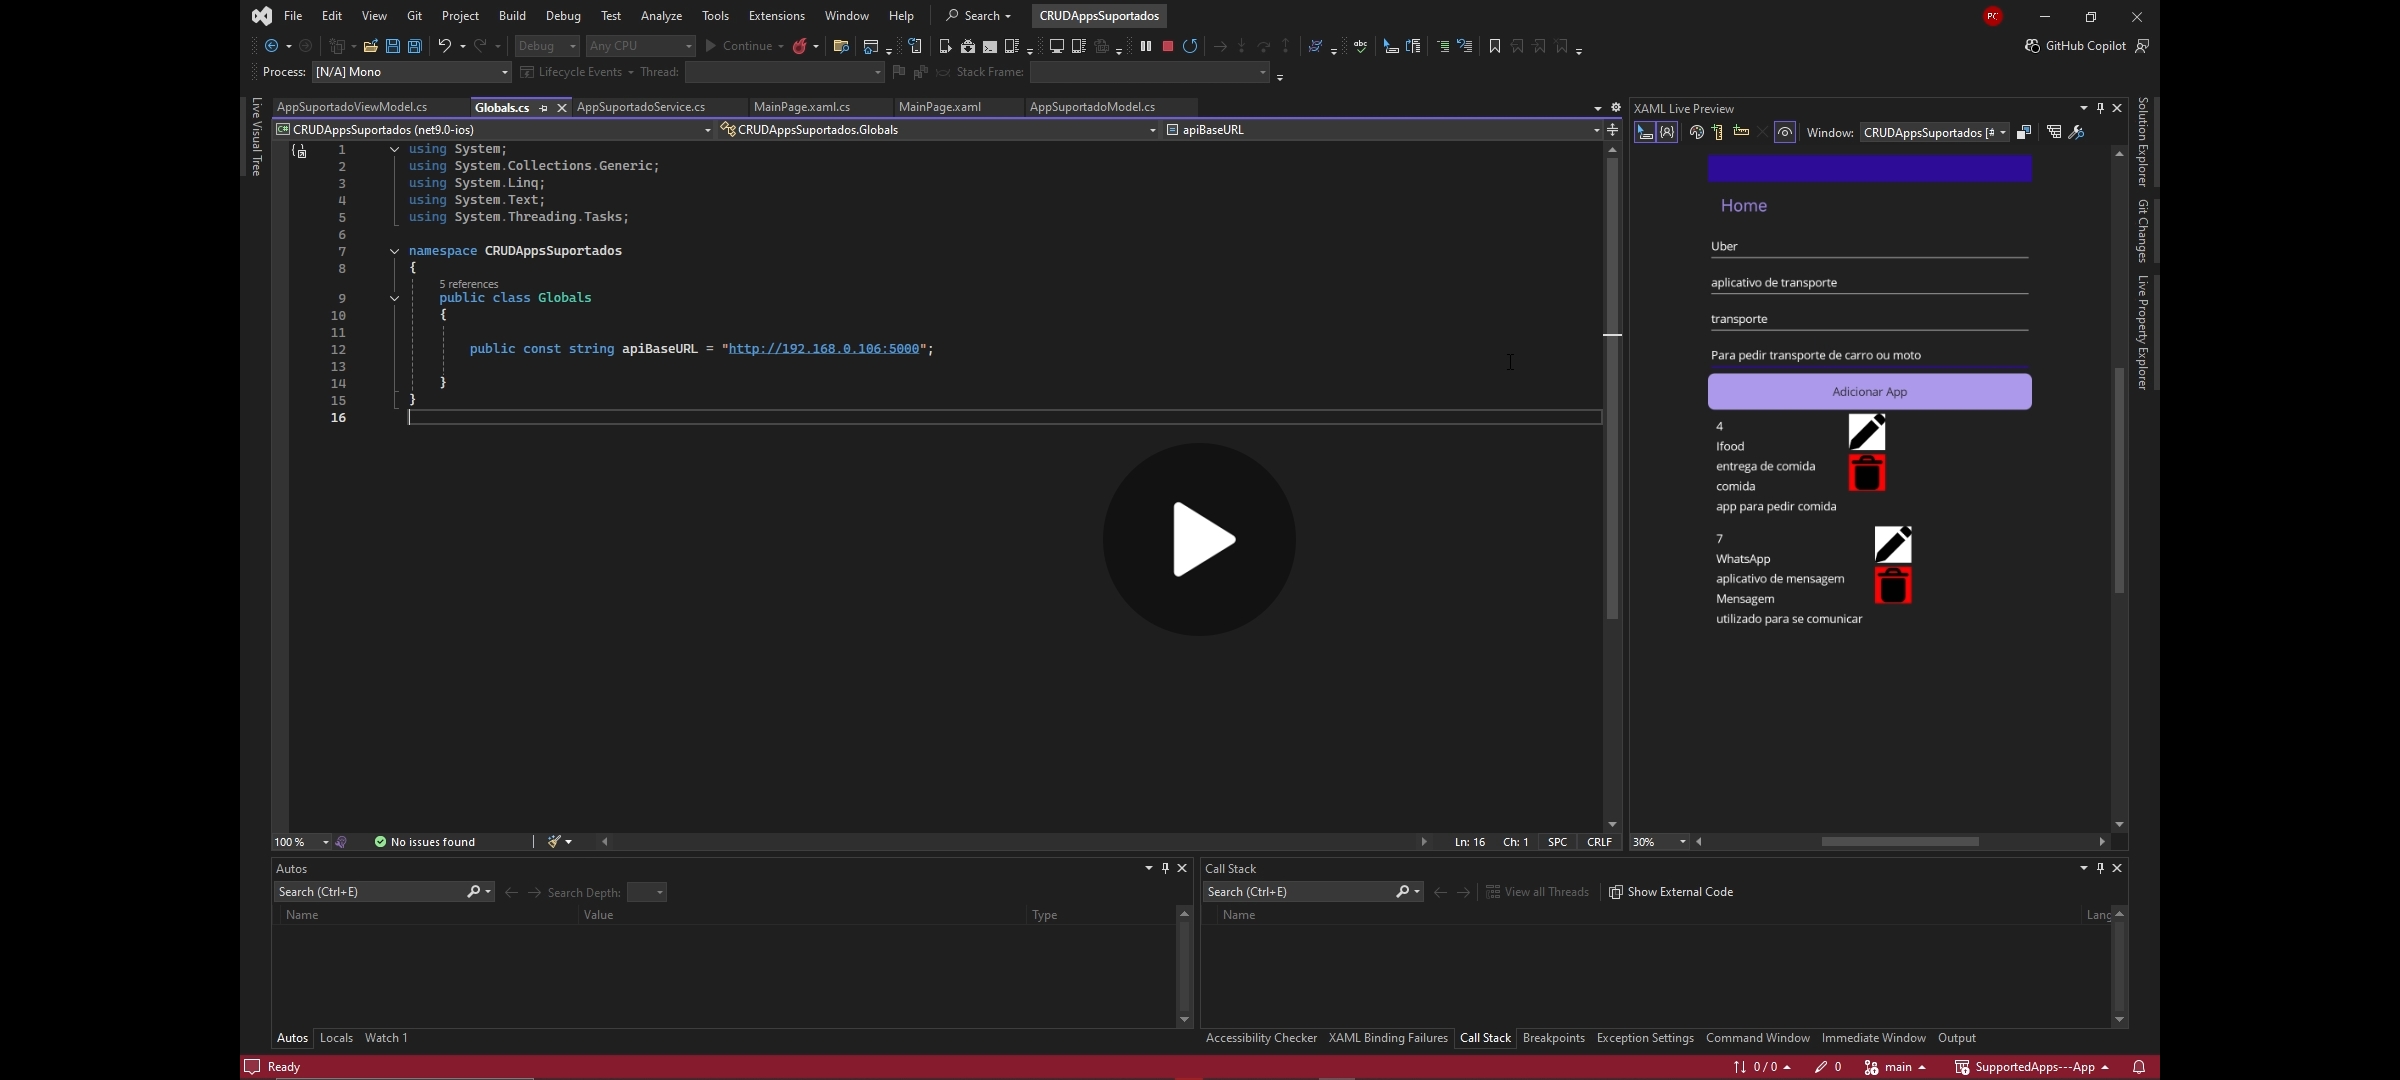 File Edit View Git Project Build Debug Test Analyze Tools Extensions Window Help Search CRUDAppsSuportados PC
Debug Any CPU Continue GitHub Copilot
Process: [N/A] Mono Lifecycle Events Thread: Stack Frame:
Live Visual Tree
AppSuportadoViewModel.cs Globals.cs AppSuportadoService.cs MainPage.xaml.cs MainPage.xaml AppSuportadoModel.cs
CRUDAppsSuportados (net9.0-ios) CRUDAppsSuportados.Globals apiBaseURL
1 using System;
2 using System.Collections.Generic;
3 using System.Linq;
4 using System.Text;
5 using System.Threading.Tasks;
6
7 namespace CRUDAppsSuportados
8 {
5 references
9 public class Globals
10 {
11
12 public const string apiBaseURL = "http://192.168.0.106:5000";
13
14 }
15 }
16
100 % No issues found Ln: 16 Ch: 1 SPC CRLF
XAML Live Preview
Window: CRUDAppsSuportados [#
Home
Uber
aplicativo de transporte
transporte
Para pedir transporte de carro ou moto
Adicionar App
4
Ifood
entrega de comida
comida
app para pedir comida
7
WhatsApp
aplicativo de mensagem
Mensagem
utilizado para se comunicar
30%
Solution Explorer
Git Changes
Live Property Explorer
Autos
Search (Ctrl+E) Search Depth:
Name Value Type
Autos Locals Watch 1
Call Stack
Search (Ctrl+E) View all Threads Show External Code
Name Lang
Accessibility Checker XAML Binding Failures Call Stack Breakpoints Exception Settings Command Window Immediate Window Output
Ready 0 / 0 0 main SupportedApps---App